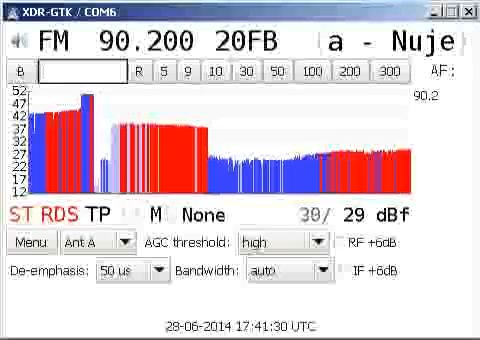 XDR-GTK / COM6
FM 90.200 20FB (a - Nuje)
B R 5 9 10 30 50 100 200 300 AF:
52 90.2
47
42
37
32
27
22
17
12
ST RDS TP M None 30/ 29 dBf
Menu Ant A AGC threshold: high RF +6dB
De-emphasis: 50 us Bandwidth: auto IF +6dB
28-06-2014 17:41:30 UTC